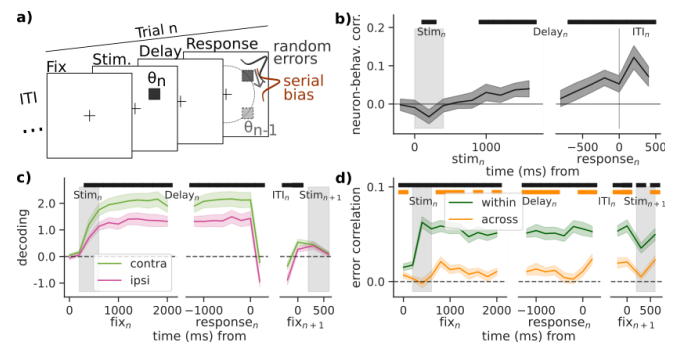 a)
Trial n
Response
Delay
Stim.
Fix
ITI
...
θn
θn-1
random
errors
serial
bias
b)
neuron-behav. corr.
0.2
0.1
0.0
Stimn
Delayn
ITIn
0
1000
−500
0
500
stimn
responsen
time (ms) from
c)
decoding
2.0
1.0
0.0
-1.0
Stimn
Delayn
ITIn
Stimn+1
contra
ipsi
0
1000
2000
−1000
0
0
500
fixn
responsen
fixn+1
time (ms) from
d)
error correlation
0.1
0.0
Stimn
Delayn
ITIn
Stimn+1
within
across
0
1000
2000
−1000
0
0
500
fixn
responsen
fixn+1
time (ms) from